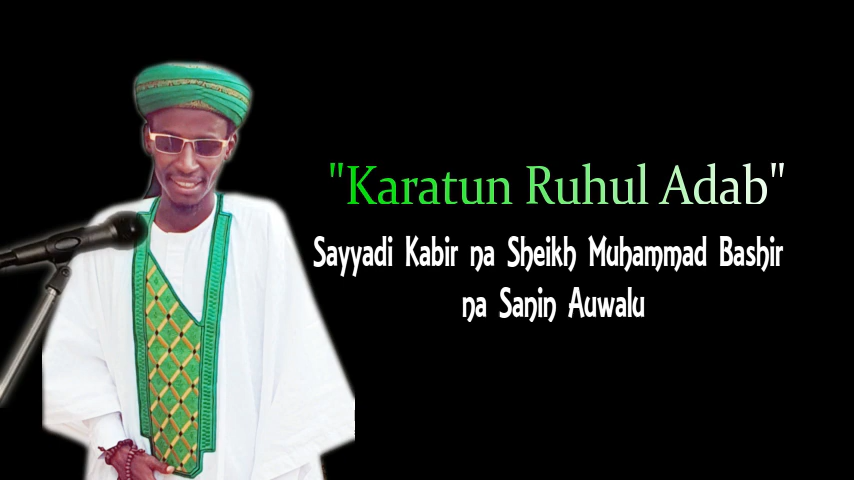 "Karatun Ruhul Adab"
Sayyadi Kabir na Sheikh Muhammad Bashir
na Sanin Auwalu